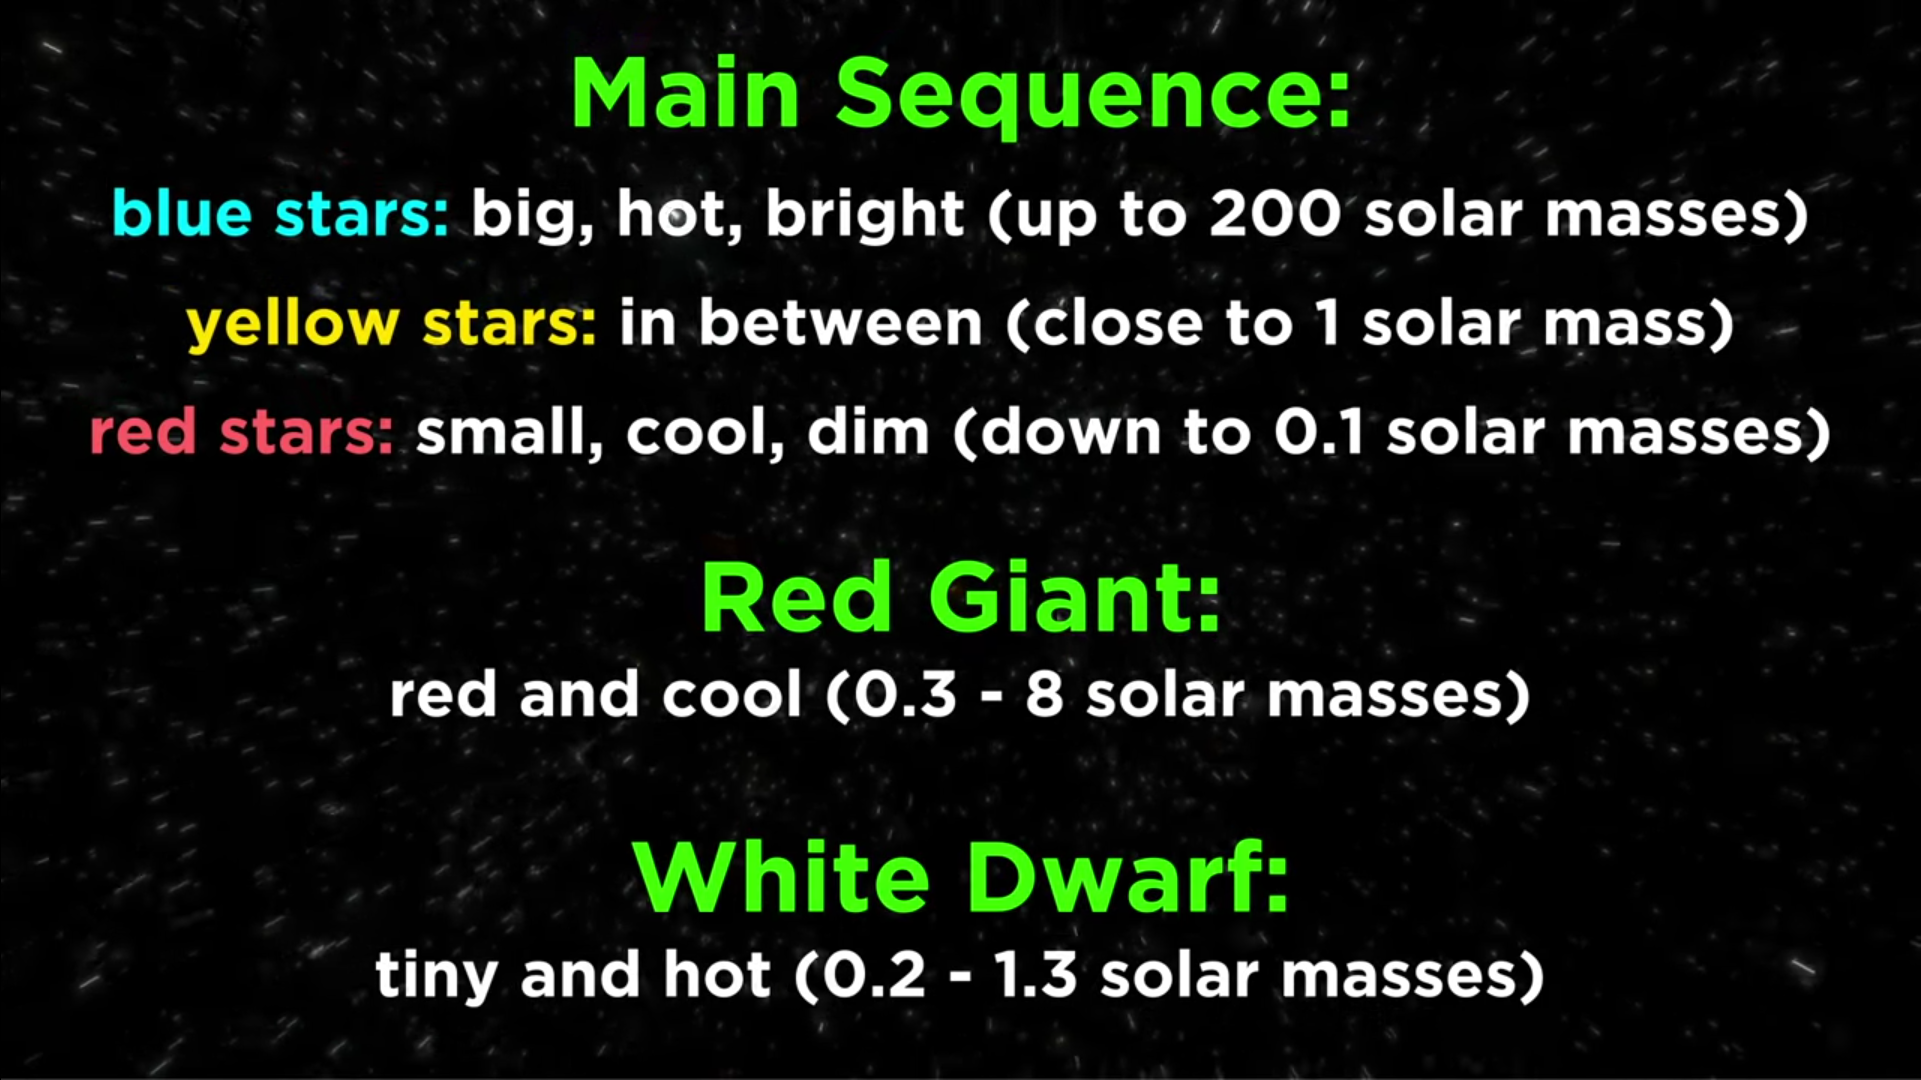 Main Sequence:
blue stars: big, hot, bright (up to 200 solar masses)
yellow stars: in between (close to 1 solar mass)
red stars: small, cool, dim (down to 0.1 solar masses)
Red Giant:
red and cool (0.3 - 8 solar masses)
White Dwarf:
tiny and hot (0.2 - 1.3 solar masses)